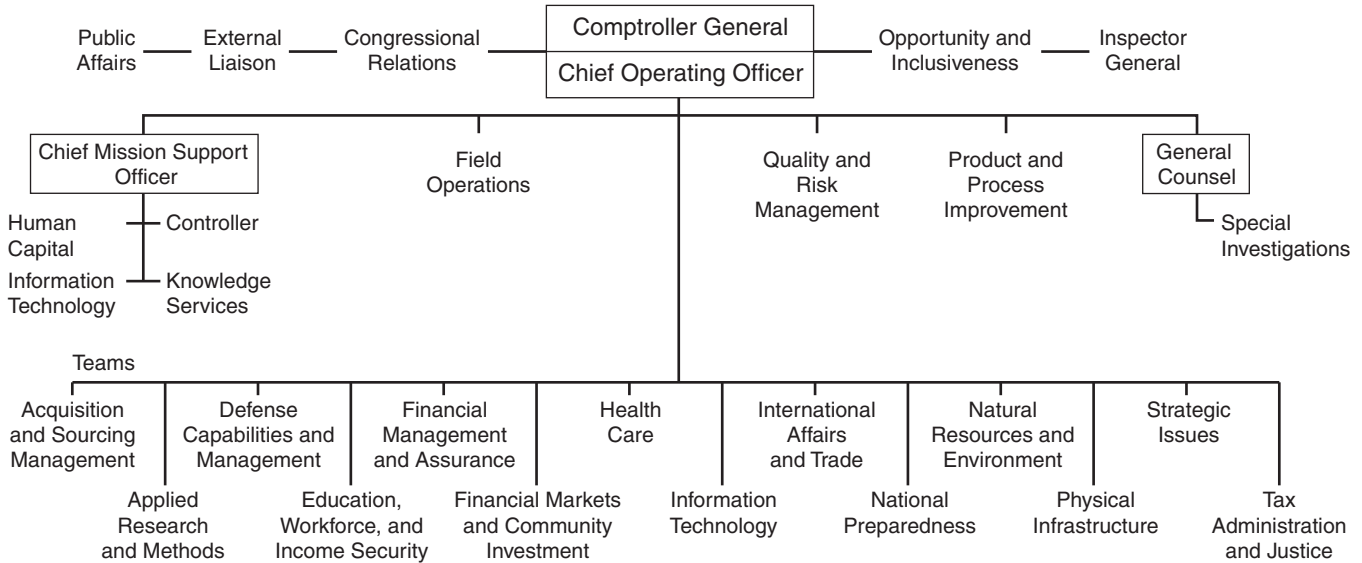 Public
Affairs
External
Liaison
Congressional
Relations
Comptroller General
Chief Operating Officer
Opportunity and
Inclusiveness
Inspector
General
Chief Mission Support
Officer
Field
Operations
Quality and
Risk
Management
Product and
Process
Improvement
General
Counsel
Human
Capital
Controller
Information
Technology
Knowledge
Services
Special
Investigations
Teams
Acquisition
and Sourcing
Management
Defense
Capabilities and
Management
Financial
Management
and Assurance
Health
Care
International
Affairs
and Trade
Natural
Resources and
Environment
Strategic
Issues
Applied
Research
and Methods
Education,
Workforce, and
Income Security
Financial Markets
and Community
Investment
Information
Technology
National
Preparedness
Physical
Infrastructure
Tax
Administration
and Justice